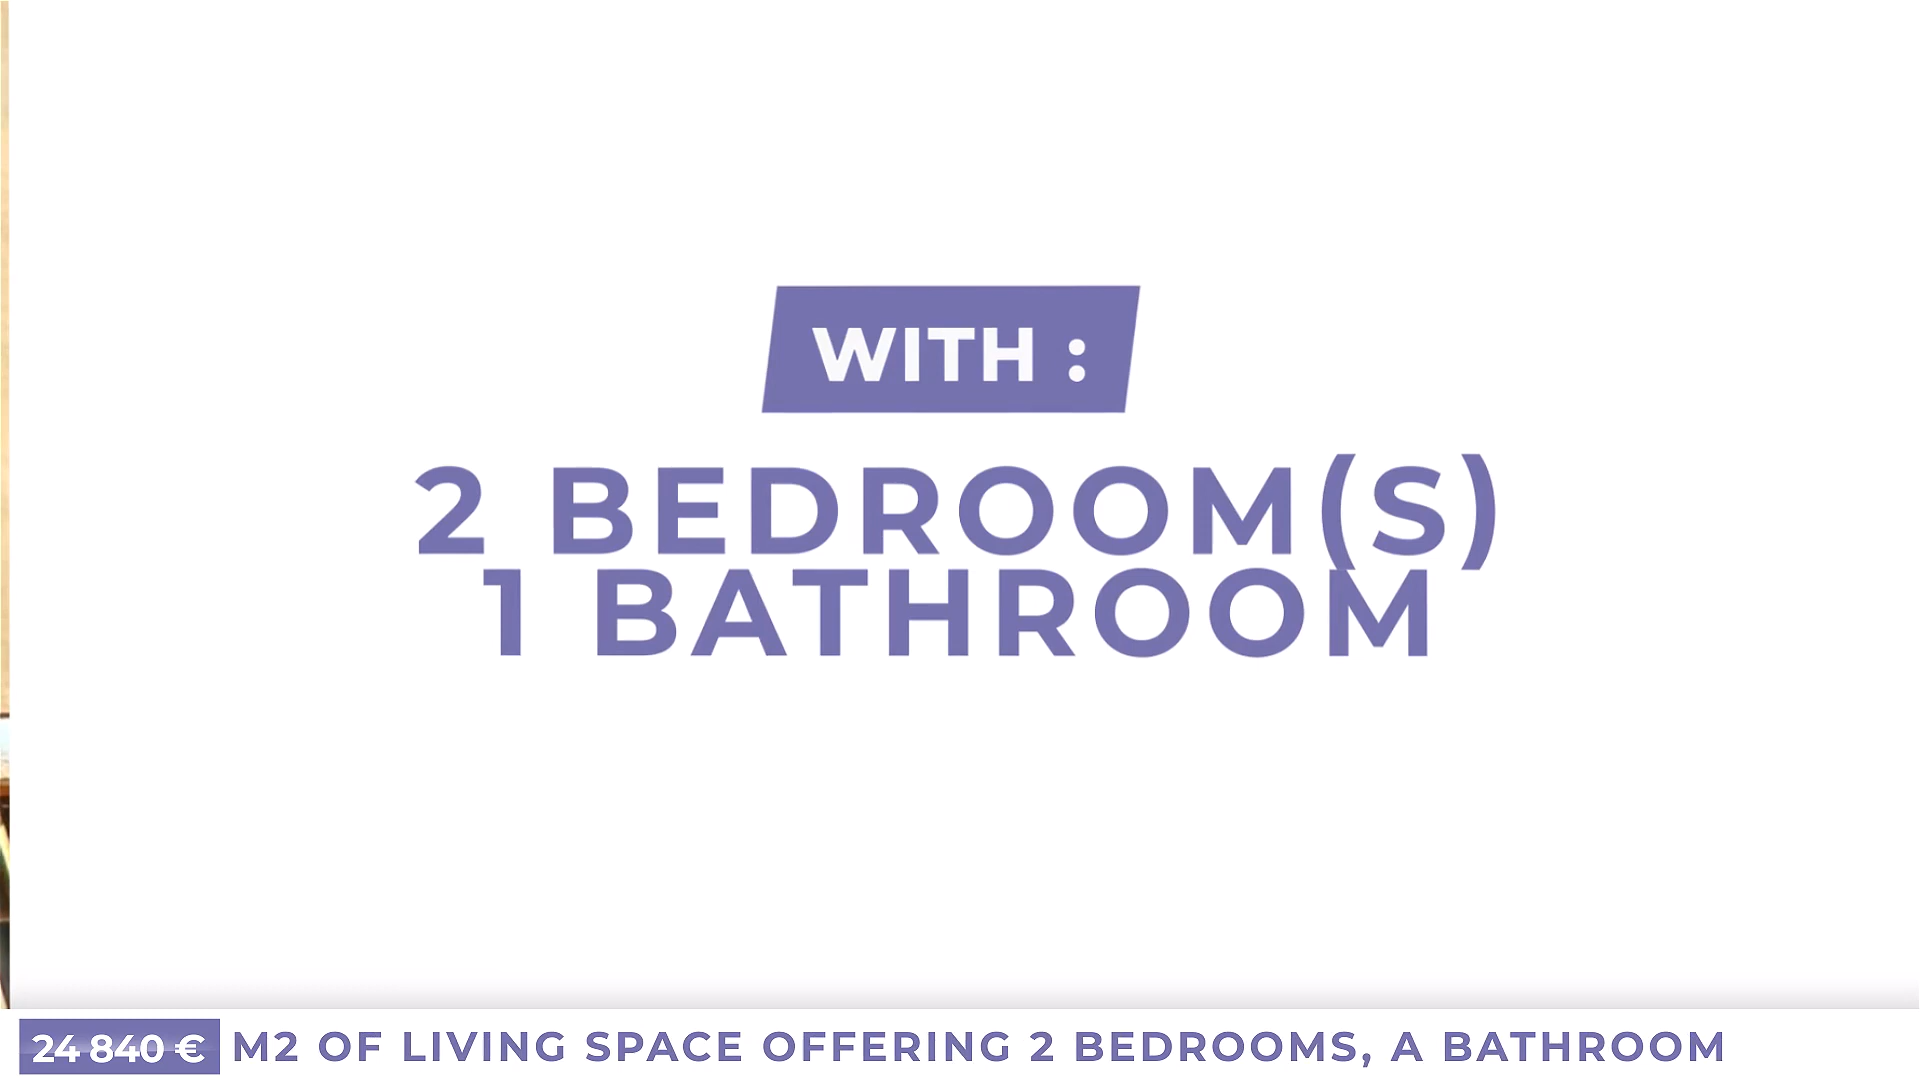 WITH :
2 BEDROOM(S)
1 BATHROOM
24 840 € M2 OF LIVING SPACE OFFERING 2 BEDROOMS, A BATHROOM